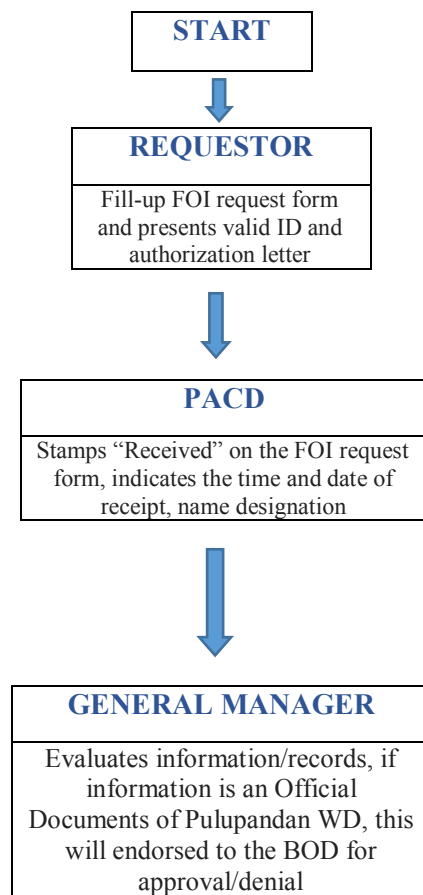 START
REQUESTOR
Fill-up FOI request form
and presents valid ID and
authorization letter
PACD
Stamps “Received” on the FOI request
form, indicates the time and date of
receipt, name designation
GENERAL MANAGER
Evaluates information/records, if
information is an Official
Documents of Pulupandan WD, this
will endorsed to the BOD for
approval/denial